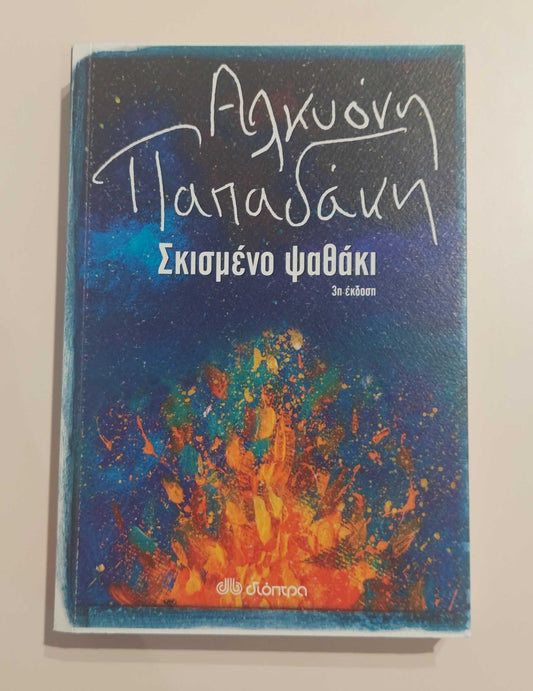 Αλκυόνη
Παπαδάκη
Σκισμένο ψαθάκι
3η έκδοση
διόπτρα